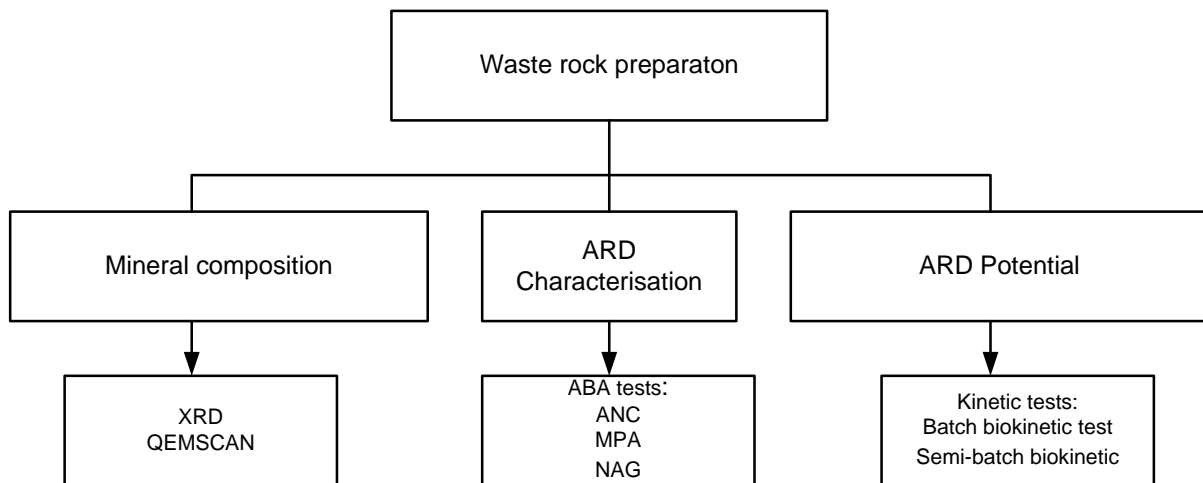 Waste rock preparaton
Mineral composition
ARD
Characterisation
ARD Potential
XRD
QEMSCAN
ABA tests:
ANC
MPA
NAG
Kinetic tests:
Batch biokinetic test
Semi-batch biokinetic